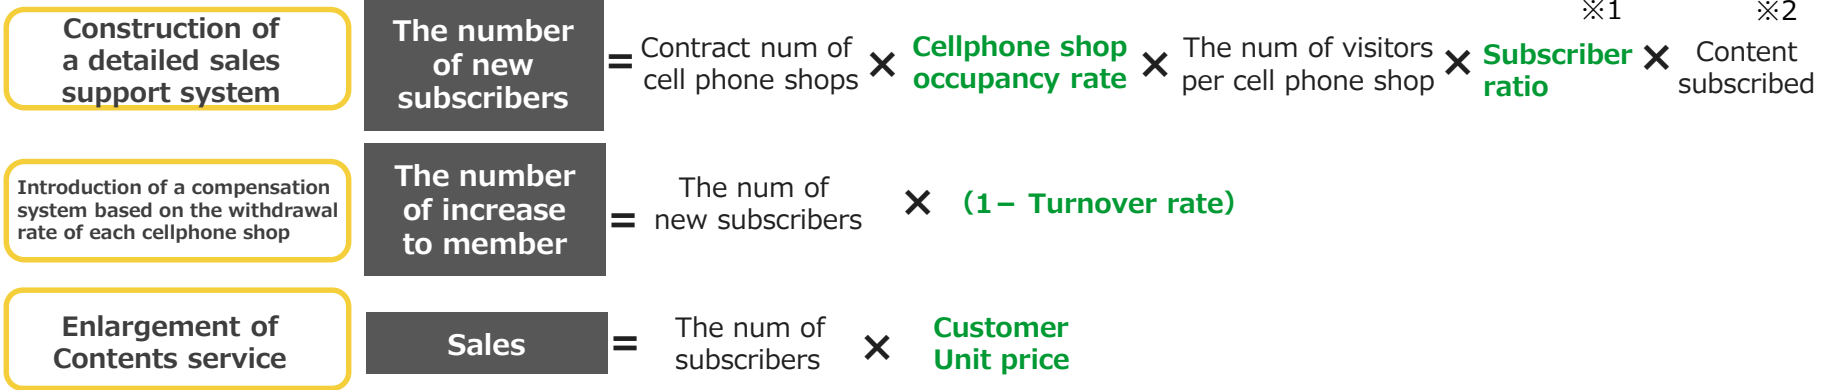 ※1 ※2
Construction of
a detailed sales
support system
The number
of new
subscribers
=
Contract num of
cell phone shops
×
Cellphone shop
occupancy rate
×
The num of visitors
per cell phone shop
×
Subscriber
ratio
×
Content
subscribed
Introduction of a compensation
system based on the withdrawal
rate of each cellphone shop
The number
of increase
to member
=
The num of
new subscribers
×
(1− Turnover rate)
Enlargement of
Contents service
Sales
=
The num of
subscribers
×
Customer
Unit price